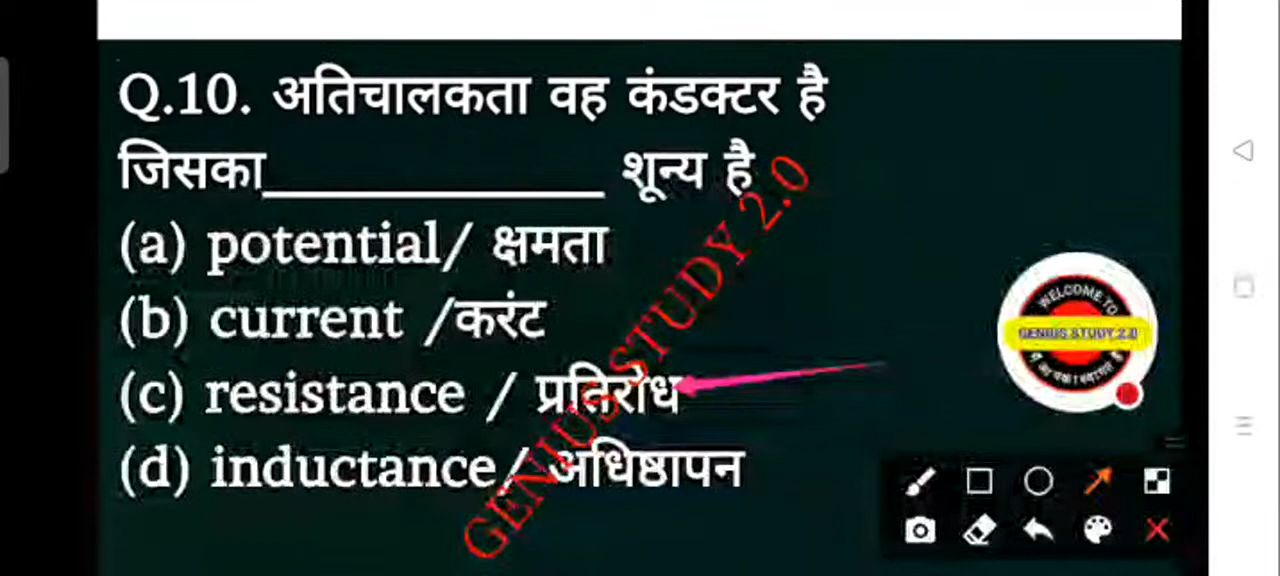 Q.10. अतिचालकता वह कंडक्टर है
जिसका____________ शून्य है
(a) potential/ क्षमता
(b) current /करंट
(c) resistance / प्रतिरोध
(d) inductance/ अधिष्ठापन
GENIUS STUDY 2.0
WELCOME TO
GENIUS STUDY 2.0